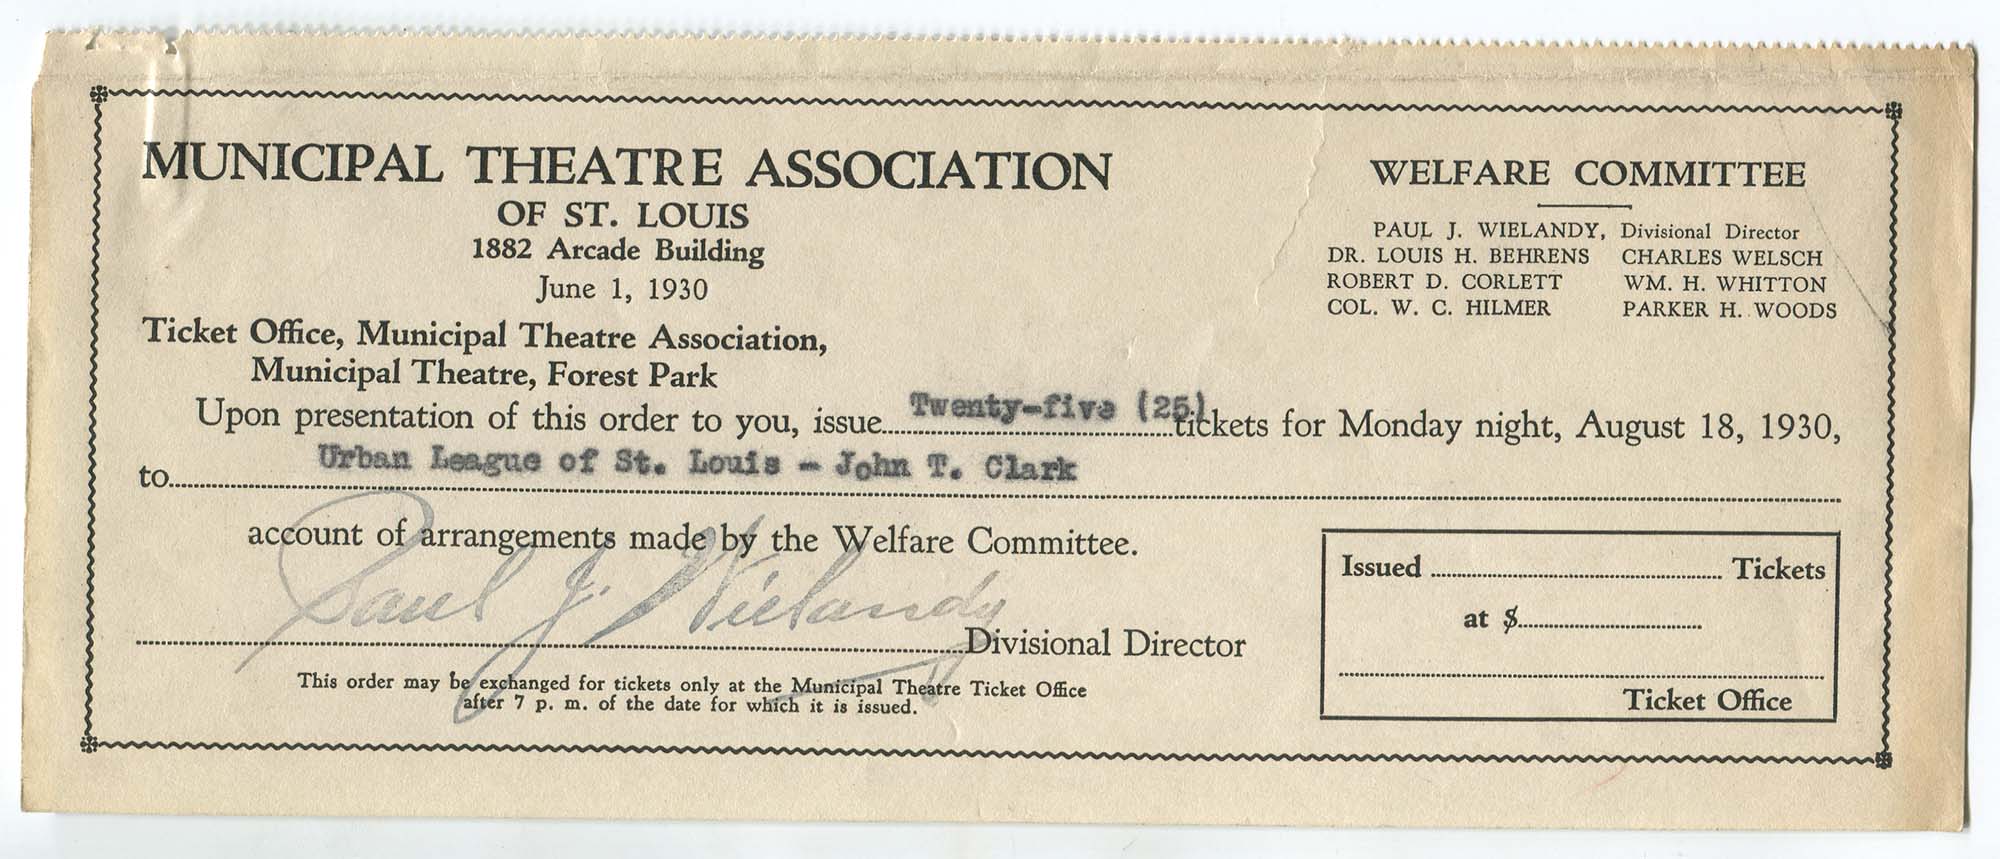 MUNICIPAL THEATRE ASSOCIATION
OF ST. LOUIS
1882 Arcade Building
June 1, 1930
WELFARE COMMITTEE
PAUL J. WIELANDY, Divisional Director
DR. LOUIS H. BEHRENS CHARLES WELSCH
ROBERT D. CORLETT WM. H. WHITTON
COL. W. C. HILMER PARKER H. WOODS
Ticket Office, Municipal Theatre Association,
Municipal Theatre, Forest Park
Upon presentation of this order to you, issue Twenty-five (25) tickets for Monday night, August 18, 1930,
to Urban League of St. Louis - John T. Clark
account of arrangements made by the Welfare Committee.
Paul J. Wielandy
Divisional Director
This order may be exchanged for tickets only at the Municipal Theatre Ticket Office
after 7 p. m. of the date for which it is issued.
Issued Tickets
at $
Ticket Office